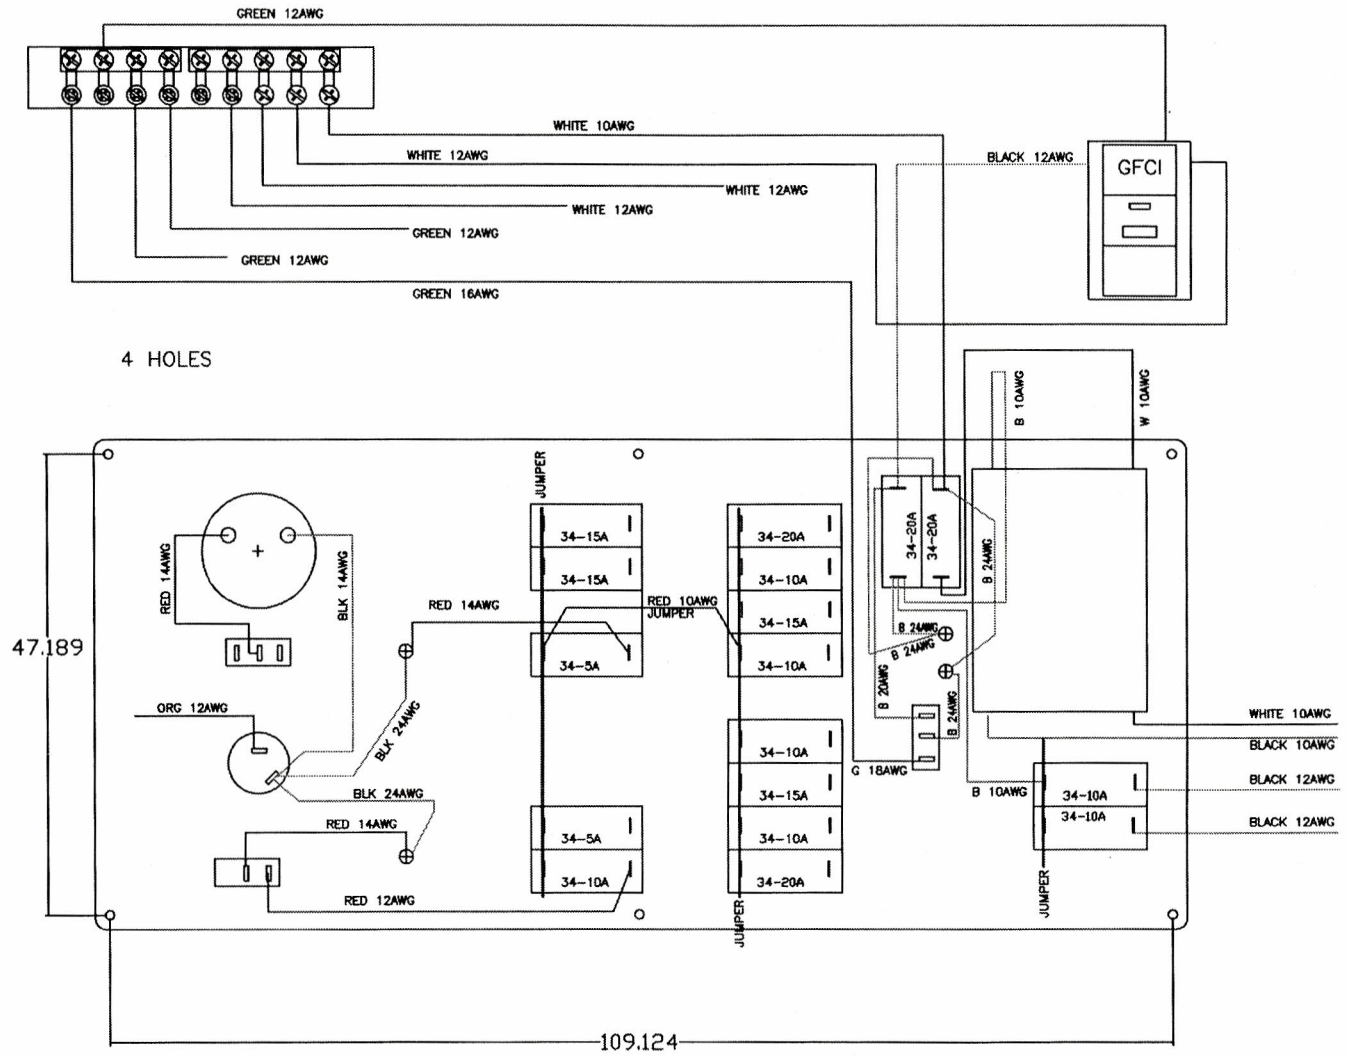 GREEN 12AWG
WHITE 10AWG
WHITE 12AWG
BLACK 12AWG
GFCI
WHITE 12AWG
WHITE 12AWG
GREEN 12AWG
GREEN 12AWG
GREEN 16AWG
4 HOLES
B 10AWG
W 10AWG
JUMPER
34-15A
34-15A
34-5A
34-20A
34-10A
34-15A
34-10A
34-20A
34-20A
B 24AWG
RED 14AWG
BLK 14AWG
RED 14AWG
RED 10AWG
JUMPER
B 24AWG
B 24AWG
47.189
B 20AWG
B 24AWG
ORG 12AWG
BLK 24AWG
WHITE 10AWG
BLACK 10AWG
34-10A
34-15A
34-10A
34-20A
G 18AWG
B 10AWG
34-10A
34-10A
BLACK 12AWG
BLACK 12AWG
BLK 24AWG
RED 14AWG
34-5A
34-10A
RED 12AWG
JUMPER
JUMPER
109.124